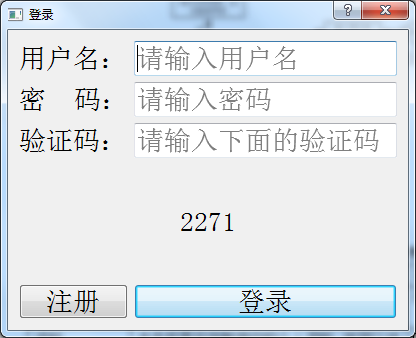 登录
用户名： 请输入用户名
密　码： 请输入密码
验证码： 请输入下面的验证码
2271
注册 登录